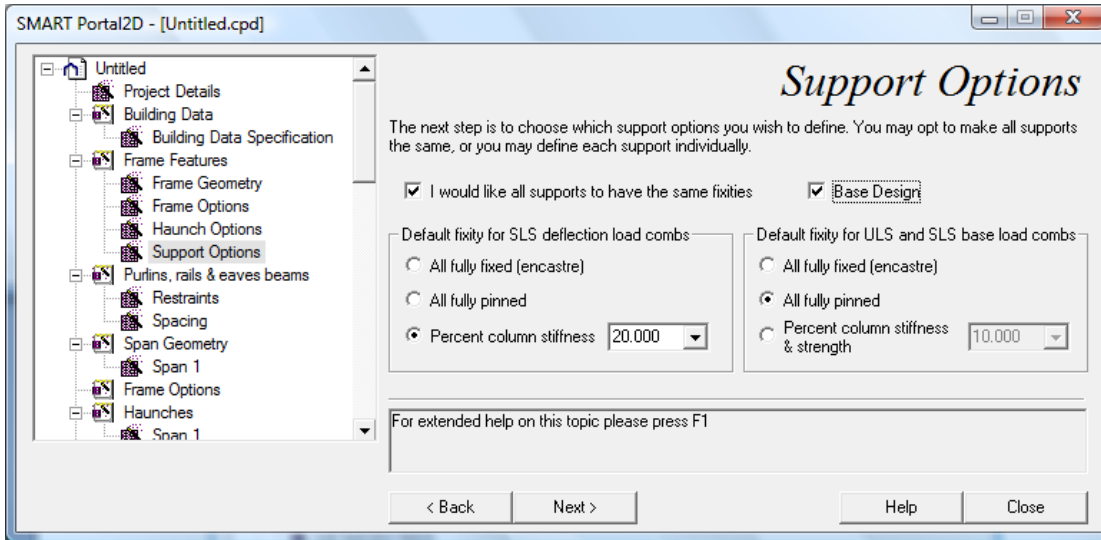 SMART Portal2D - [Untitled.cpd]
Untitled
Project Details
Building Data
Building Data Specification
Frame Features
Frame Geometry
Frame Options
Haunch Options
Support Options
Purlins, rails & eaves beams
Restraints
Spacing
Span Geometry
Span 1
Frame Options
Haunches
Span 1
Support Options
The next step is to choose which support options you wish to define. You may opt to make all supports
the same, or you may define each support individually.
I would like all supports to have the same fixities
Base Design
Default fixity for SLS deflection load combs
All fully fixed (encastre)
All fully pinned
Percent column stiffness 20.000
Default fixity for ULS and SLS base load combs
All fully fixed (encastre)
All fully pinned
Percent column stiffness
& strength
10.000
For extended help on this topic please press F1
< Back
Next >
Help
Close